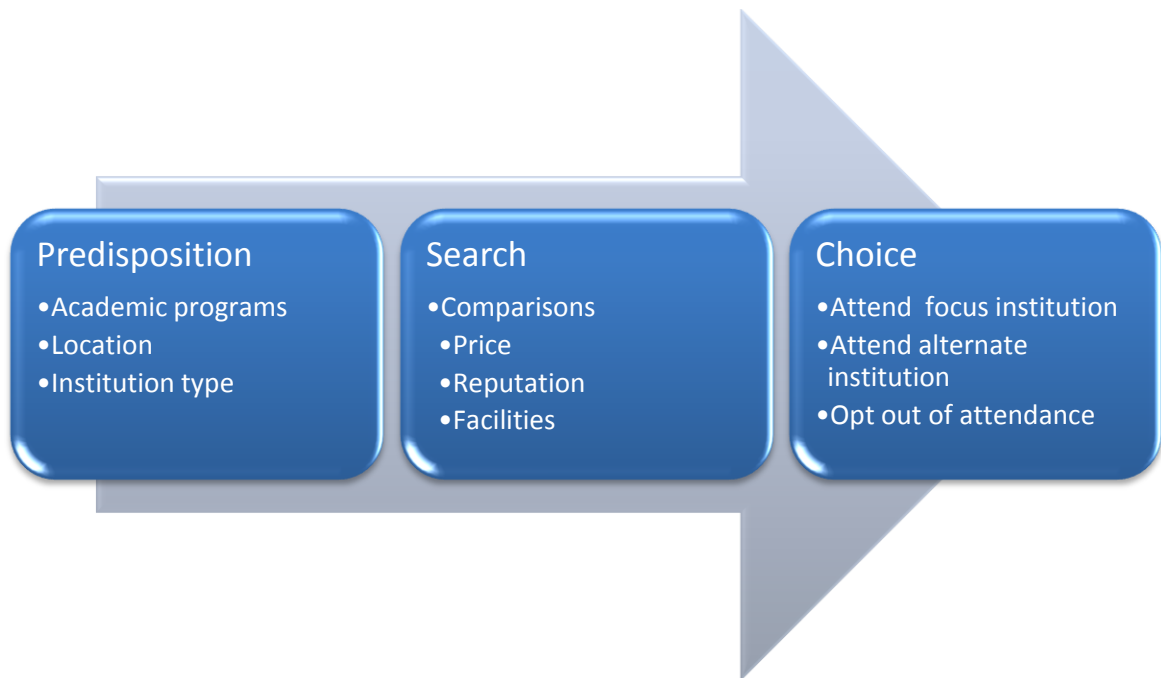 Predisposition
•Academic programs
•Location
•Institution type
Search
•Comparisons
•Price
•Reputation
•Facilities
Choice
•Attend  focus institution
•Attend alternate
institution
•Opt out of attendance